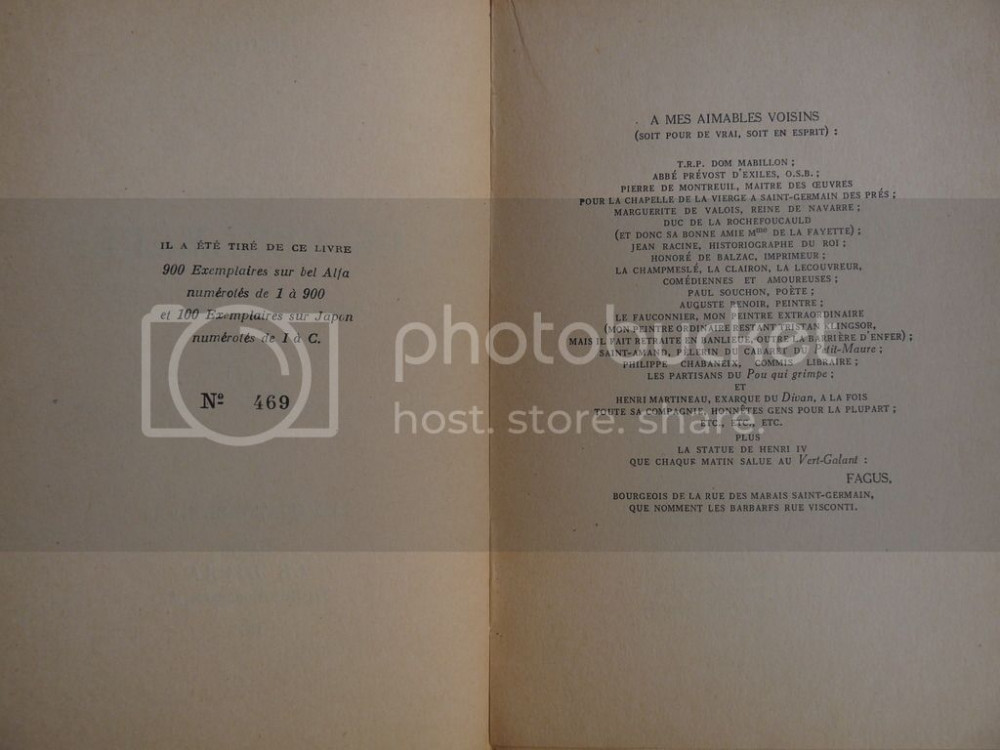 IL A ÉTÉ TIRÉ DE CE LIVRE
900 Exemplaires sur bel Alfa
numérotés de 1 à 900
et 100 Exemplaires sur Japon
numérotés de I à C.
Nº 469
A MES AIMABLES VOISINS
(SOIT POUR DE VRAI, SOIT EN ESPRIT) :
T.R.P. DOM MABILLON ;
ABBÉ PRÉVOST D'EXILES, O.S.B. ;
PIERRE DE MONTREUIL, MAITRE DES ŒUVRES
POUR LA CHAPELLE DE LA VIERGE A SAINT-GERMAIN DES PRÉS ;
MARGUERITE DE VALOIS, REINE DE NAVARRE ;
DUC DE LA ROCHEFOUCAULD
(ET DONC SA BONNE AMIE Mme DE LA FAYETTE) ;
JEAN RACINE, HISTORIOGRAPHE DU ROI ;
HONORÉ DE BALZAC, IMPRIMEUR ;
LA CHAMPMESLÉ, LA CLAIRON, LA LECOUVREUR,
COMÉDIENNES ET AMOUREUSES ;
PAUL SOUCHON, POÈTE ;
AUGUSTE RENOIR, PEINTRE ;
LE FAUCONNIER, MON PEINTRE EXTRAORDINAIRE
(MON PEINTRE ORDINAIRE RESTANT TRISTAN KLINGSOR,
MAIS IL FAIT RETRAITE EN BANLIEUE, OUTRE LA BARRIÈRE D'ENFER) ;
SAINT-AMAND, PÈLERIN DU CABARET DU Petit-Maure ;
PHILIPPE CHABANEIX, COMMIS LIBRAIRE ;
LES PARTISANS DU Pou qui grimpe ;
ET
HENRI MARTINEAU, EXARQUE DU Divan, A LA FOIS
TOUTE SA COMPAGNIE, HONNÊTES GENS POUR LA PLUPART ;
ETC., ETC., ETC.
PLUS
LA STATUE DE HENRI IV
QUE CHAQUE MATIN SALUE AU Vert-Galant :
FAGUS,
BOURGEOIS DE LA RUE DES MARAIS SAINT-GERMAIN,
QUE NOMMENT LES BARBARES RUE VISCONTI.
photobucket
host. store. share.